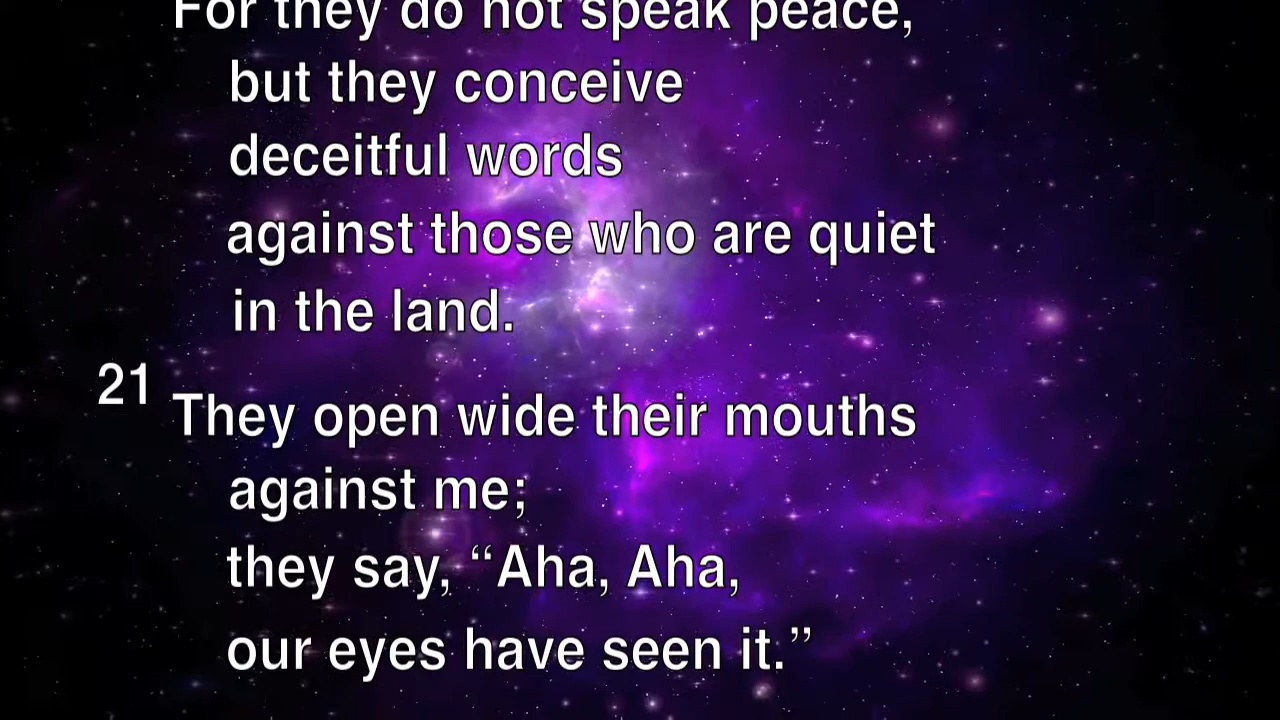 For they do not speak peace,
but they conceive
deceitful words
against those who are quiet
in the land.
21 They open wide their mouths
against me;
they say, “Aha, Aha,
our eyes have seen it.”